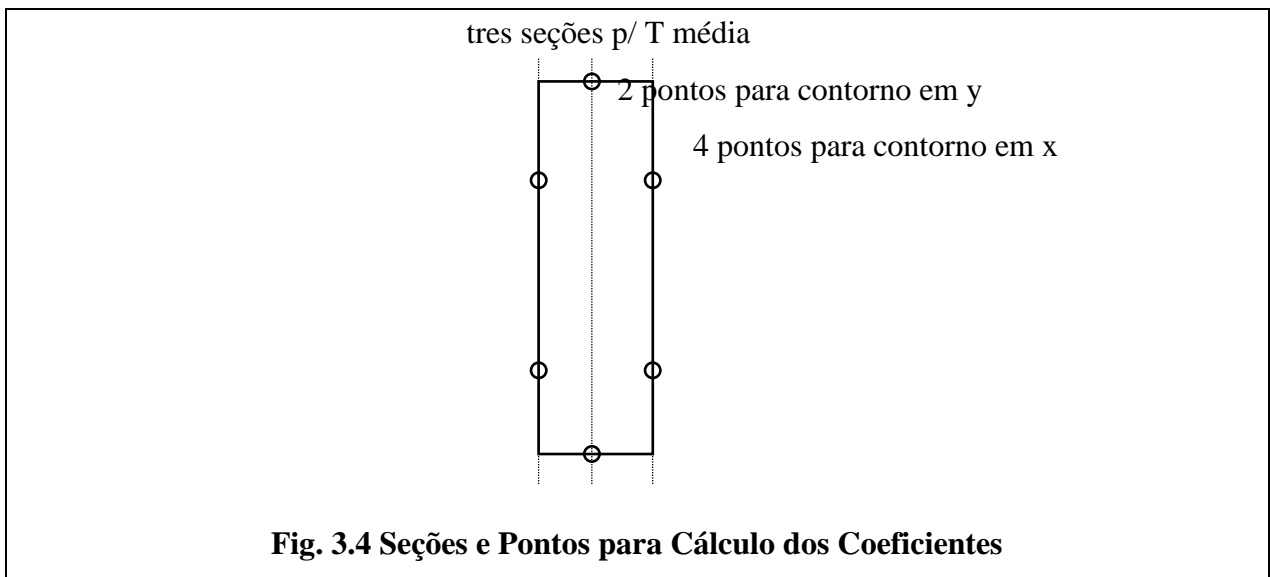 tres seções p/ T média
2 pontos para contorno em y
4 pontos para contorno em x
Fig. 3.4 Seções e Pontos para Cálculo dos Coeficientes